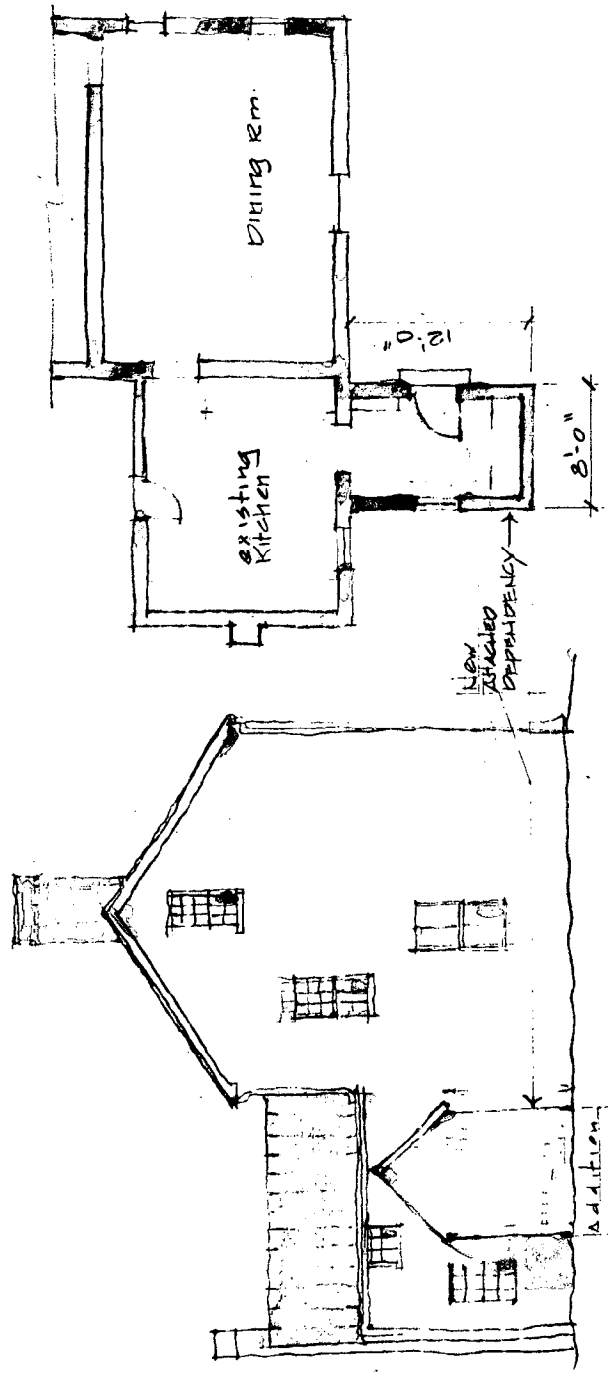 Dining Rm.
existing
Kitchen
12'-0"
8'-0"
New
Attached
DEPENDENCY
Addition